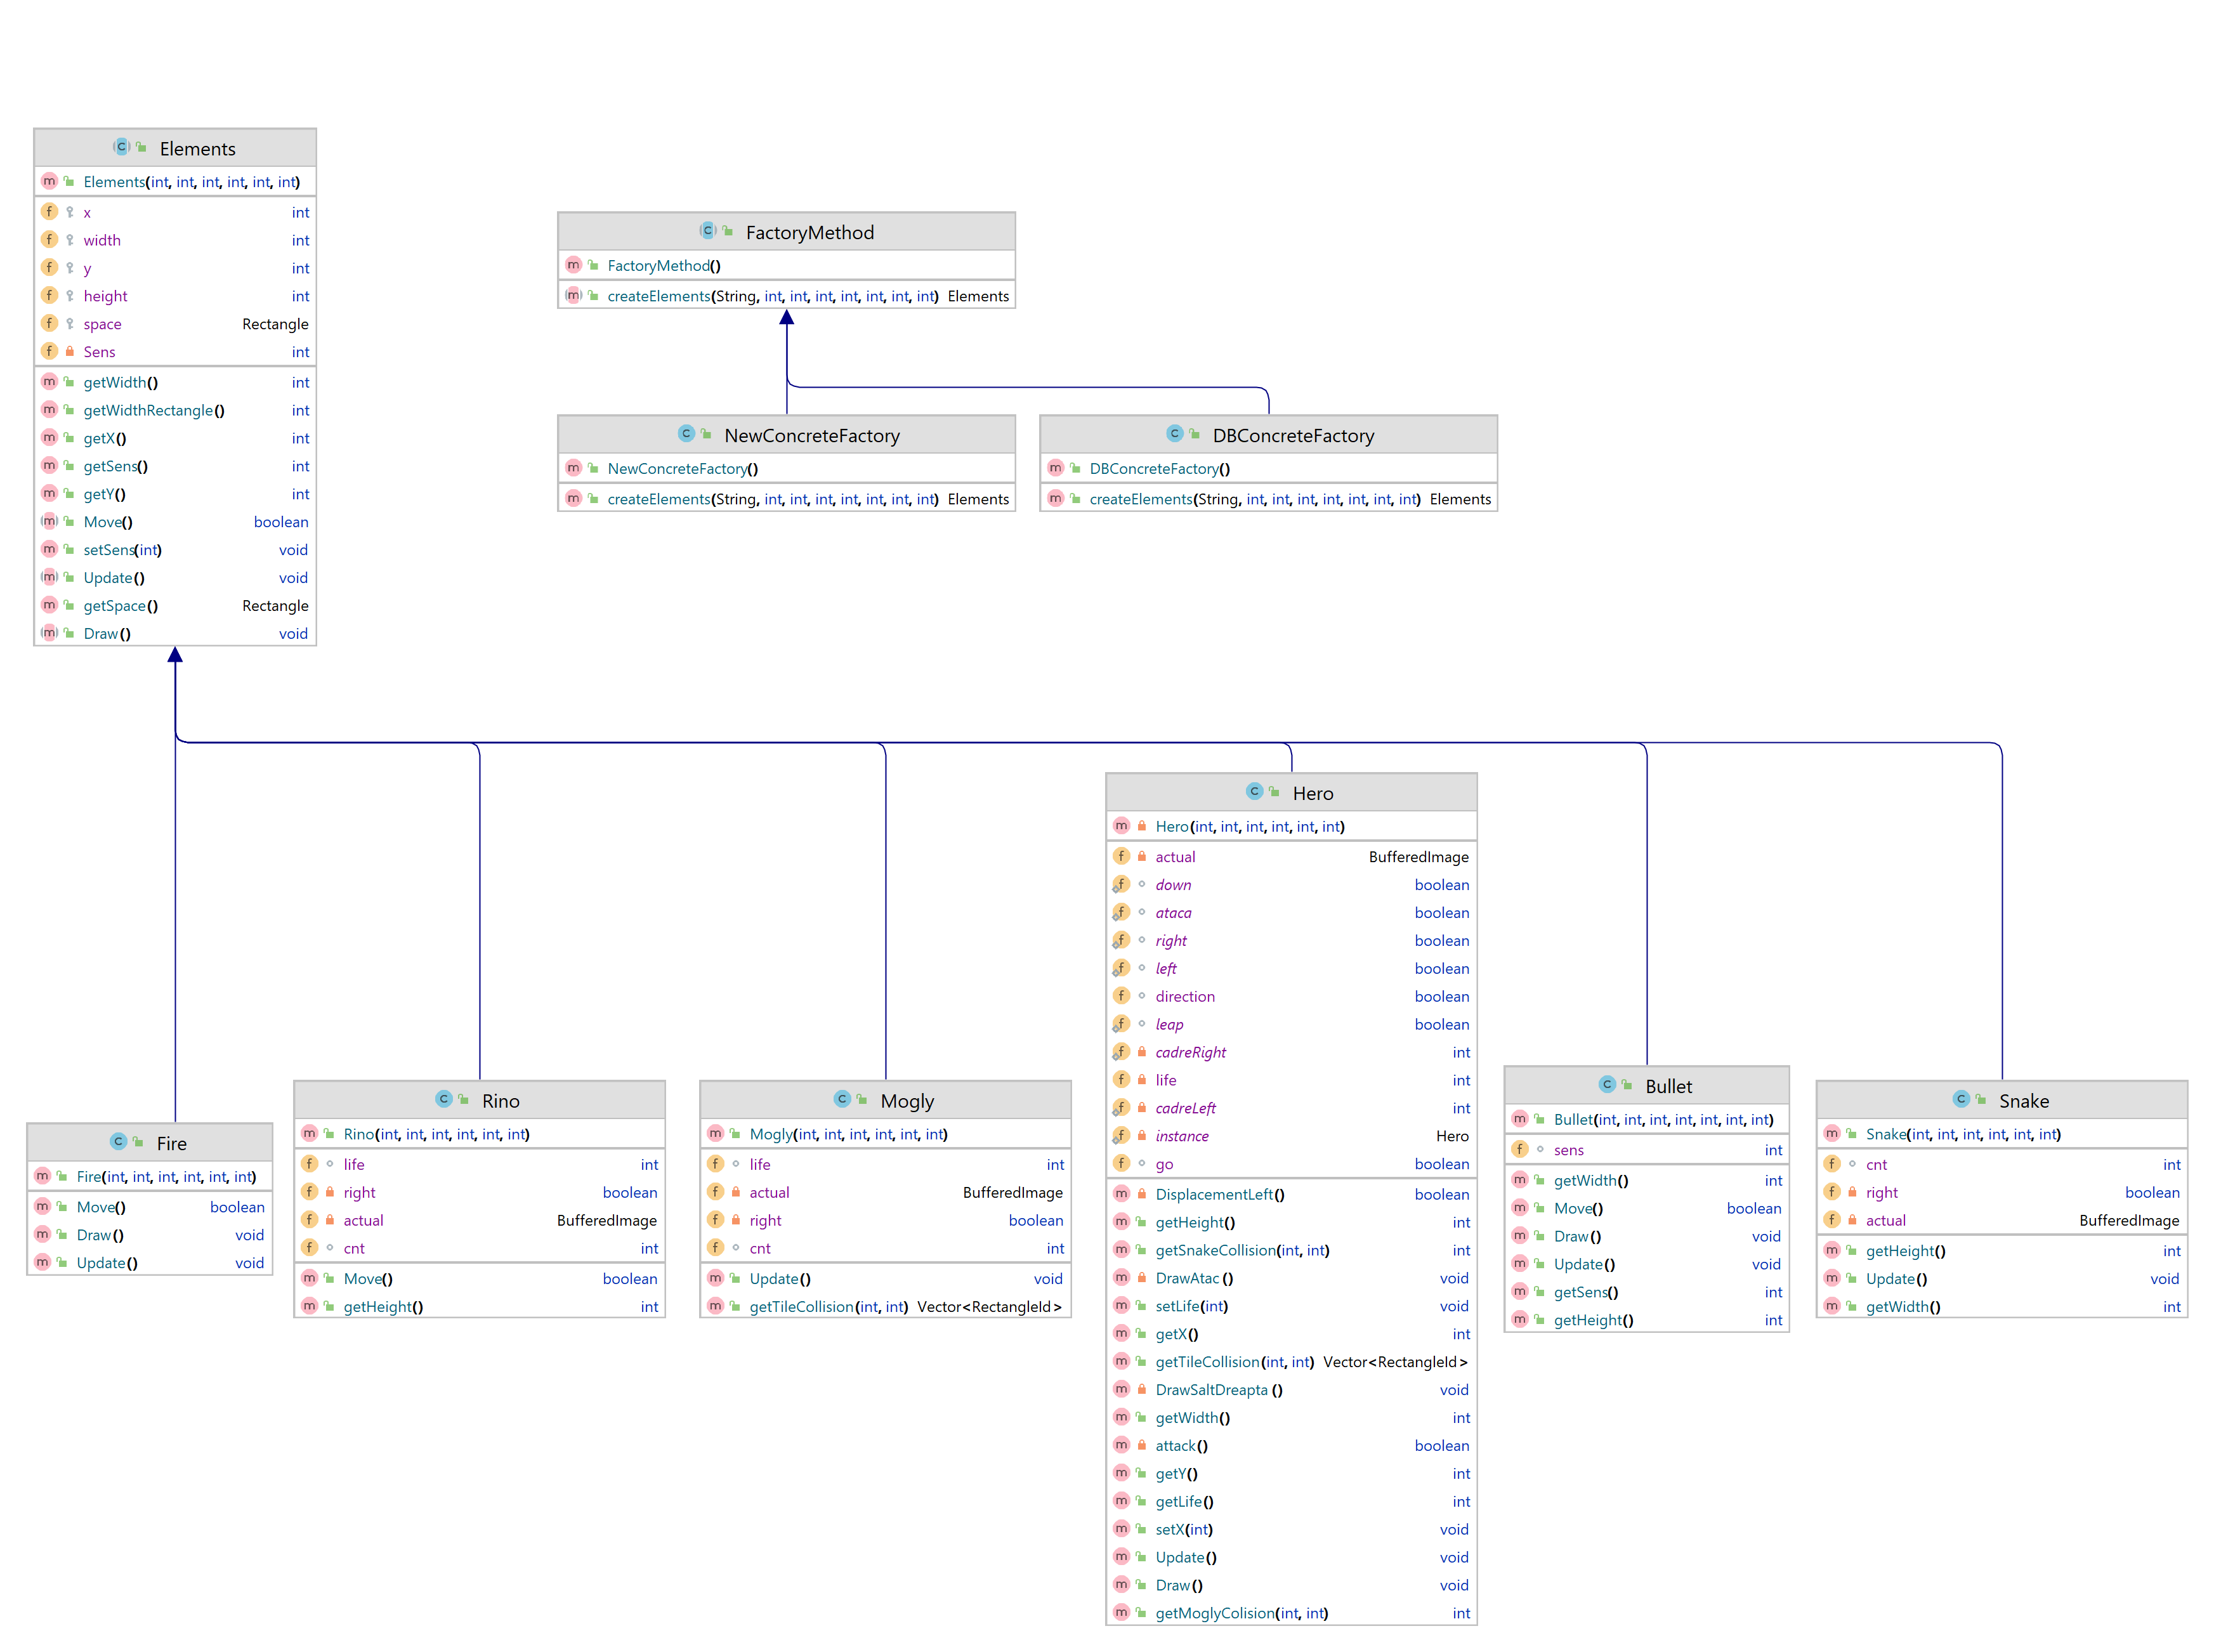 Elements
Elements(int, int, int, int, int, int)
x int
width int
y int
height int
space Rectangle
Sens int
getWidth() int
getWidthRectangle() int
getX() int
getSens() int
getY() int
Move() boolean
setSens(int) void
Update() void
getSpace() Rectangle
Draw() void
FactoryMethod
FactoryMethod()
createElements(String, int, int, int, int, int, int, int) Elements
NewConcreteFactory
NewConcreteFactory()
createElements(String, int, int, int, int, int, int, int) Elements
DBConcreteFactory
DBConcreteFactory()
createElements(String, int, int, int, int, int, int, int) Elements
Fire
Fire(int, int, int, int, int, int)
Move() boolean
Draw() void
Update() void
Rino
Rino(int, int, int, int, int, int)
life int
right boolean
actual BufferedImage
cnt int
Move() boolean
getHeight() int
Mogly
Mogly(int, int, int, int, int, int)
life int
actual BufferedImage
right boolean
cnt int
Update() void
getTileCollision(int, int) Vector<RectangleId>
Hero
Hero(int, int, int, int, int, int)
actual BufferedImage
down boolean
ataca boolean
right boolean
left boolean
direction boolean
leap boolean
cadreRight int
life int
cadreLeft int
instance Hero
go boolean
DisplacementLeft() boolean
getHeight() int
getSnakeCollision(int, int) int
DrawAtac() void
setLife(int) void
getX() int
getTileCollision(int, int) Vector<RectangleId>
DrawSaltDreapta() void
getWidth() int
attack() boolean
getY() int
getLife() int
setX(int) void
Update() void
Draw() void
getMoglyColision(int, int) int
Bullet
Bullet(int, int, int, int, int, int, int)
sens int
getWidth() int
Move() boolean
Draw() void
Update() void
getSens() int
getHeight() int
Snake
Snake(int, int, int, int, int, int)
cnt int
right boolean
actual BufferedImage
getHeight() int
Update() void
getWidth() int